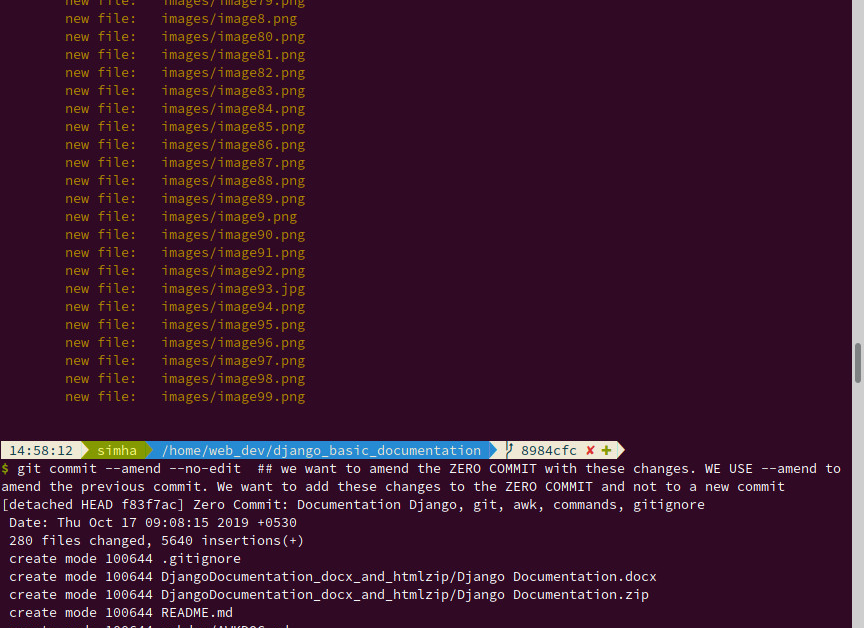 new file: images/image79.png
new file: images/image8.png
new file: images/image80.png
new file: images/image81.png
new file: images/image82.png
new file: images/image83.png
new file: images/image84.png
new file: images/image85.png
new file: images/image86.png
new file: images/image87.png
new file: images/image88.png
new file: images/image89.png
new file: images/image9.png
new file: images/image90.png
new file: images/image91.png
new file: images/image92.png
new file: images/image93.jpg
new file: images/image94.png
new file: images/image95.png
new file: images/image96.png
new file: images/image97.png
new file: images/image98.png
new file: images/image99.png
14:58:12 simha /home/web_dev/django_basic_documentation 8984cfc ✘ ✚
$ git commit --amend --no-edit ## we want to amend the ZERO COMMIT with these changes. WE USE --amend to
amend the previous commit. We want to add these changes to the ZERO COMMIT and not to a new commit
[detached HEAD f83f7ac] Zero Commit: Documentation Django, git, awk, commands, gitignore
Date: Thu Oct 17 09:08:15 2019 +0530
280 files changed, 5640 insertions(+)
create mode 100644 .gitignore
create mode 100644 DjangoDocumentation_docx_and_htmlzip/Django Documentation.docx
create mode 100644 DjangoDocumentation_docx_and_htmlzip/Django Documentation.zip
create mode 100644 README.md
create mode 100644